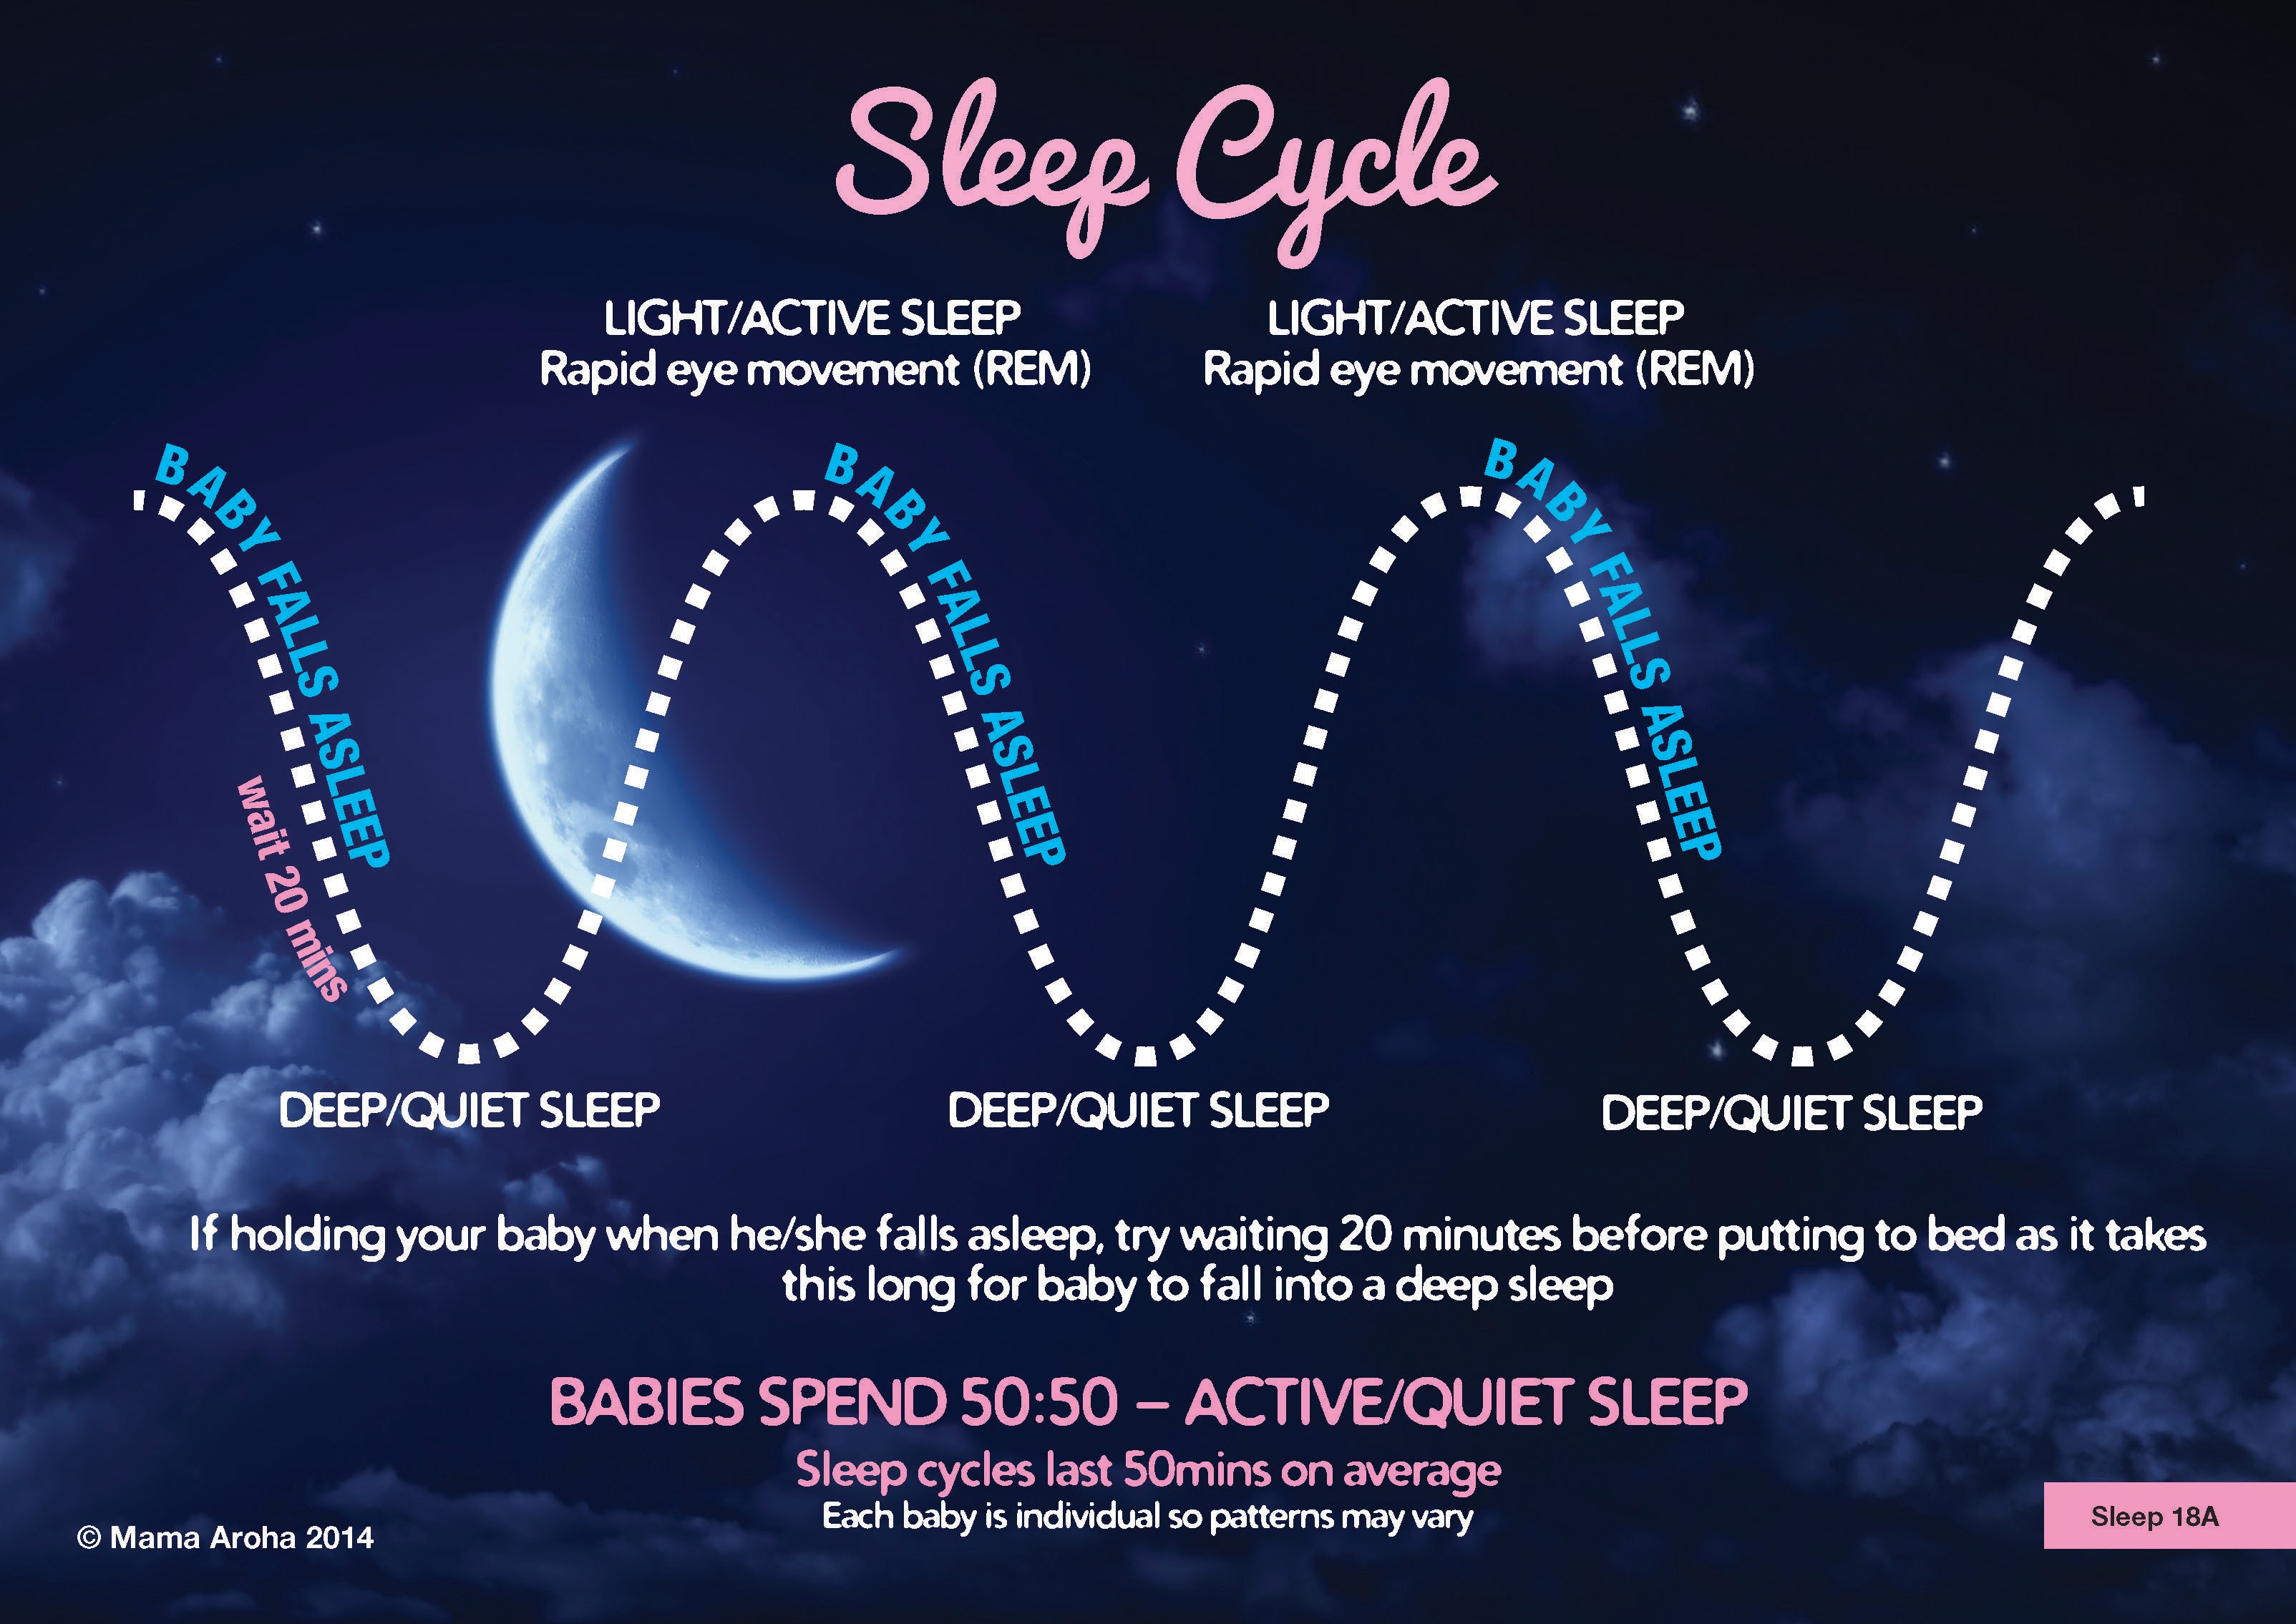 Sleep Cycle
LIGHT/ACTIVE SLEEP
Rapid eye movement (REM)
LIGHT/ACTIVE SLEEP
Rapid eye movement (REM)
BABY FALLS ASLEEP
wait 20 mins
BABY FALLS ASLEEP
BABY FALLS ASLEEP
DEEP/QUIET SLEEP
DEEP/QUIET SLEEP
DEEP/QUIET SLEEP
If holding your baby when he/she falls asleep, try waiting 20 minutes before putting to bed as it takes
this long for baby to fall into a deep sleep
BABIES SPEND 50:50 – ACTIVE/QUIET SLEEP
Sleep cycles last 50mins on average
Each baby is individual so patterns may vary
© Mama Aroha 2014
Sleep 18A